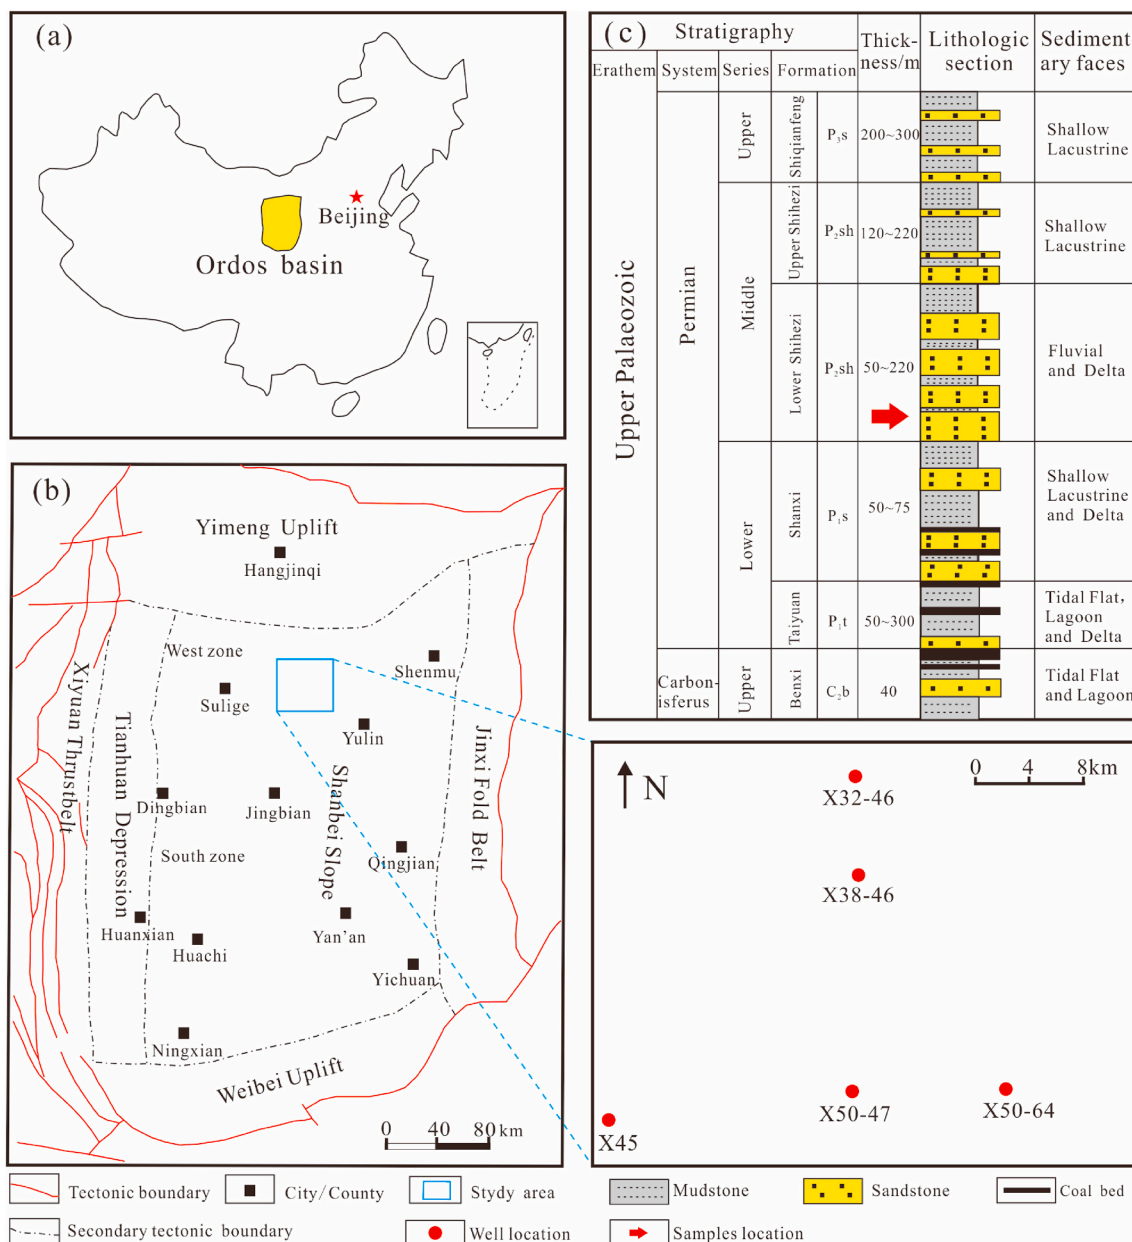 (a)
Beijing
Ordos basin
(b)
Yimeng Uplift
Hangjinqi
West zone
Shenmu
Sulige
Yulin
Xiyuan Thrustbelt
Tianhuan Depression
Shanbei Slope
Jinxi Fold Belt
Dingbian
Jingbian
South zone
Qingjian
Huanxian
Huachi
Yan'an
Yichuan
Ningxian
Weibei Uplift
0 40 80 km
(c)
Stratigraphy
Thick-
ness/m
Lithologic
section
Sediment
ary faces
Erathem
System
Series
Formation
Upper Palaeozoic
Permian
Carbon-
isferus
Upper
Shiqianfeng
P₃s
200~300
Shallow
Lacustrine
Middle
Upper Shihezi
P₂sh
120~220
Shallow
Lacustrine
Lower Shihezi
P₂sh
50~220
Fluvial
and Delta
Lower
Shanxi
P₁s
50~75
Shallow
Lacustrine
and Delta
Taiyuan
P₁t
50~300
Tidal Flat,
Lagoon
and Delta
Upper
Benxi
C₂b
40
Tidal Flat
and Lagoon
N
0 4 8km
X32-46
X38-46
X50-47
X50-64
X45
Tectonic boundary
City/County
Stydy area
Mudstone
Sandstone
Coal bed
Secondary tectonic boundary
Well location
Samples location